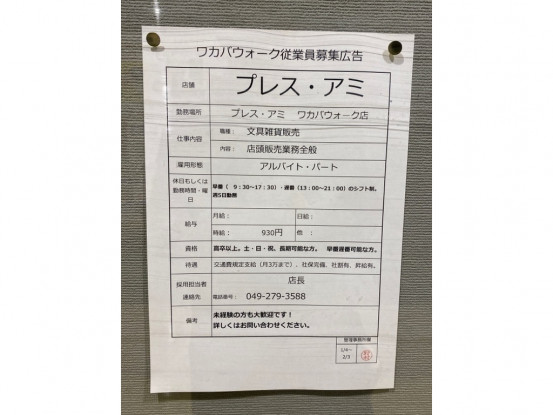 ワカバウォーク従業員募集広告
店舗 プレス・アミ
勤務場所 プレス・アミ ワカバウォーク店
仕事内容 職種： 文具雑貨販売
内容： 店頭販売業務全般
雇用形態 アルバイト・パート
休日もしくは勤務時間・曜日 早番（ 9：30～17：30）・遅番（13：00～21：00）のシフト制。
週5日勤務
給与 月給： 日給：
時給： 930円 他 ：
資格 高卒以上。土・日・祝、長期可能な方。 早番遅番可能な方。
待遇 交通費規定支給（月3万まで）、社保完備、社割有、昇給有。
採用担当者 店長
連絡先 電話番号： 049-279-3588
備考 未経験の方も大歓迎です！
詳しくはお問い合わせください。
管理事務所欄
1/4～
2/3